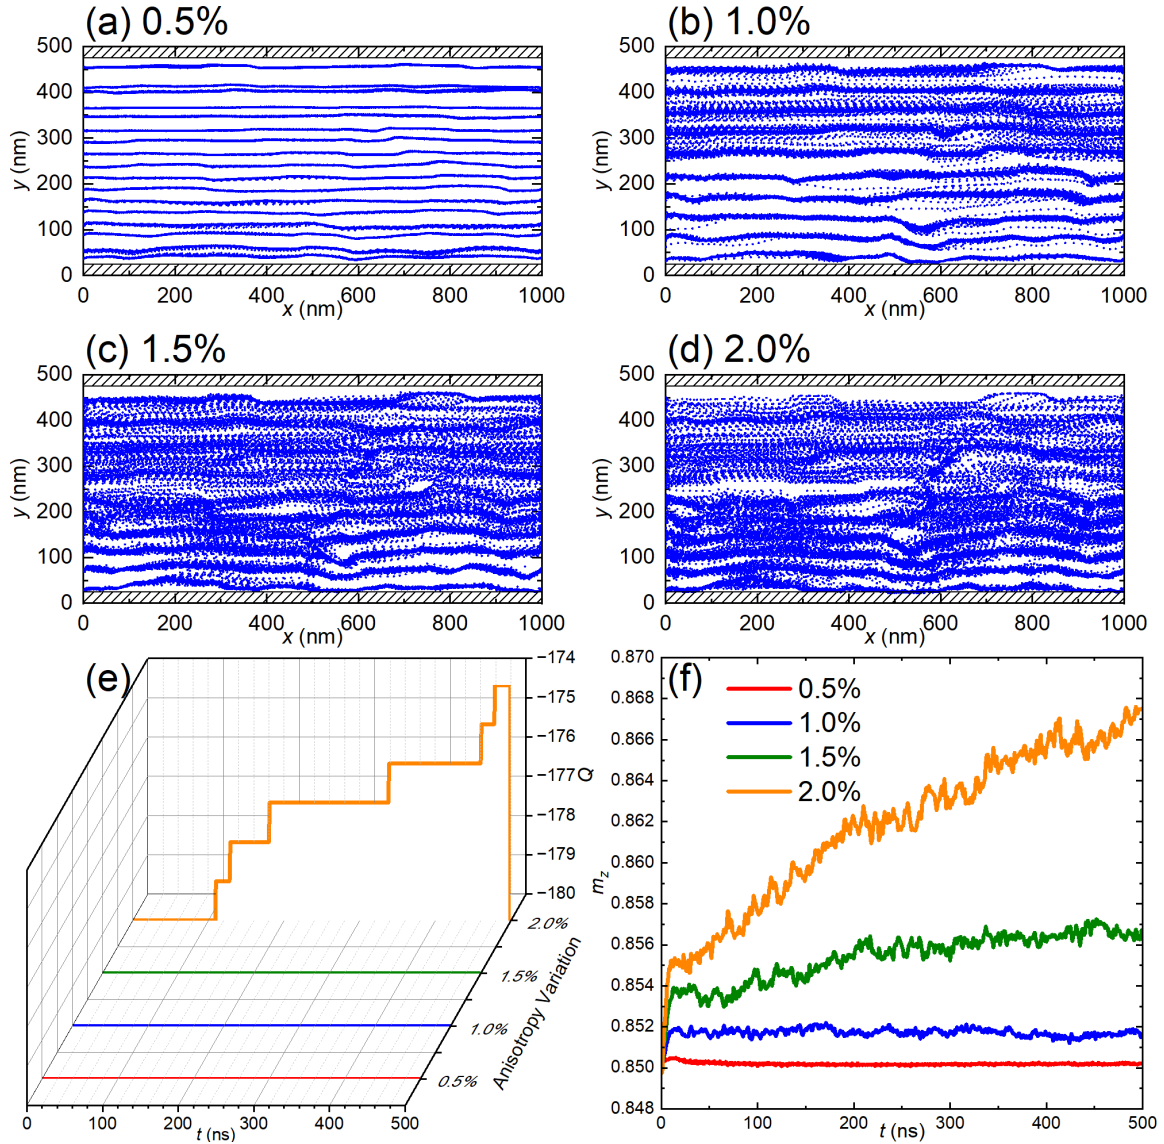 (a) 0.5%
500
400
300
200
100
0
y (nm)
0 200 400 600 800 1000
x (nm)
(b) 1.0%
500
400
300
200
100
0
y (nm)
0 200 400 600 800 1000
x (nm)
(c) 1.5%
500
400
300
200
100
0
y (nm)
0 200 400 600 800 1000
x (nm)
(d) 2.0%
500
400
300
200
100
0
y (nm)
0 200 400 600 800 1000
x (nm)
(e)
−174
−175
−176
−177
−178
−179
−180
Q
2.0%
1.5%
1.0%
0.5%
Anisotropy Variation
0 100 200 300 400 500
t (ns)
(f)
0.5%
1.0%
1.5%
2.0%
0.870
0.868
0.866
0.864
0.862
0.860
0.858
0.856
0.854
0.852
0.850
0.848
m_z
0 100 200 300 400 500
t (ns)